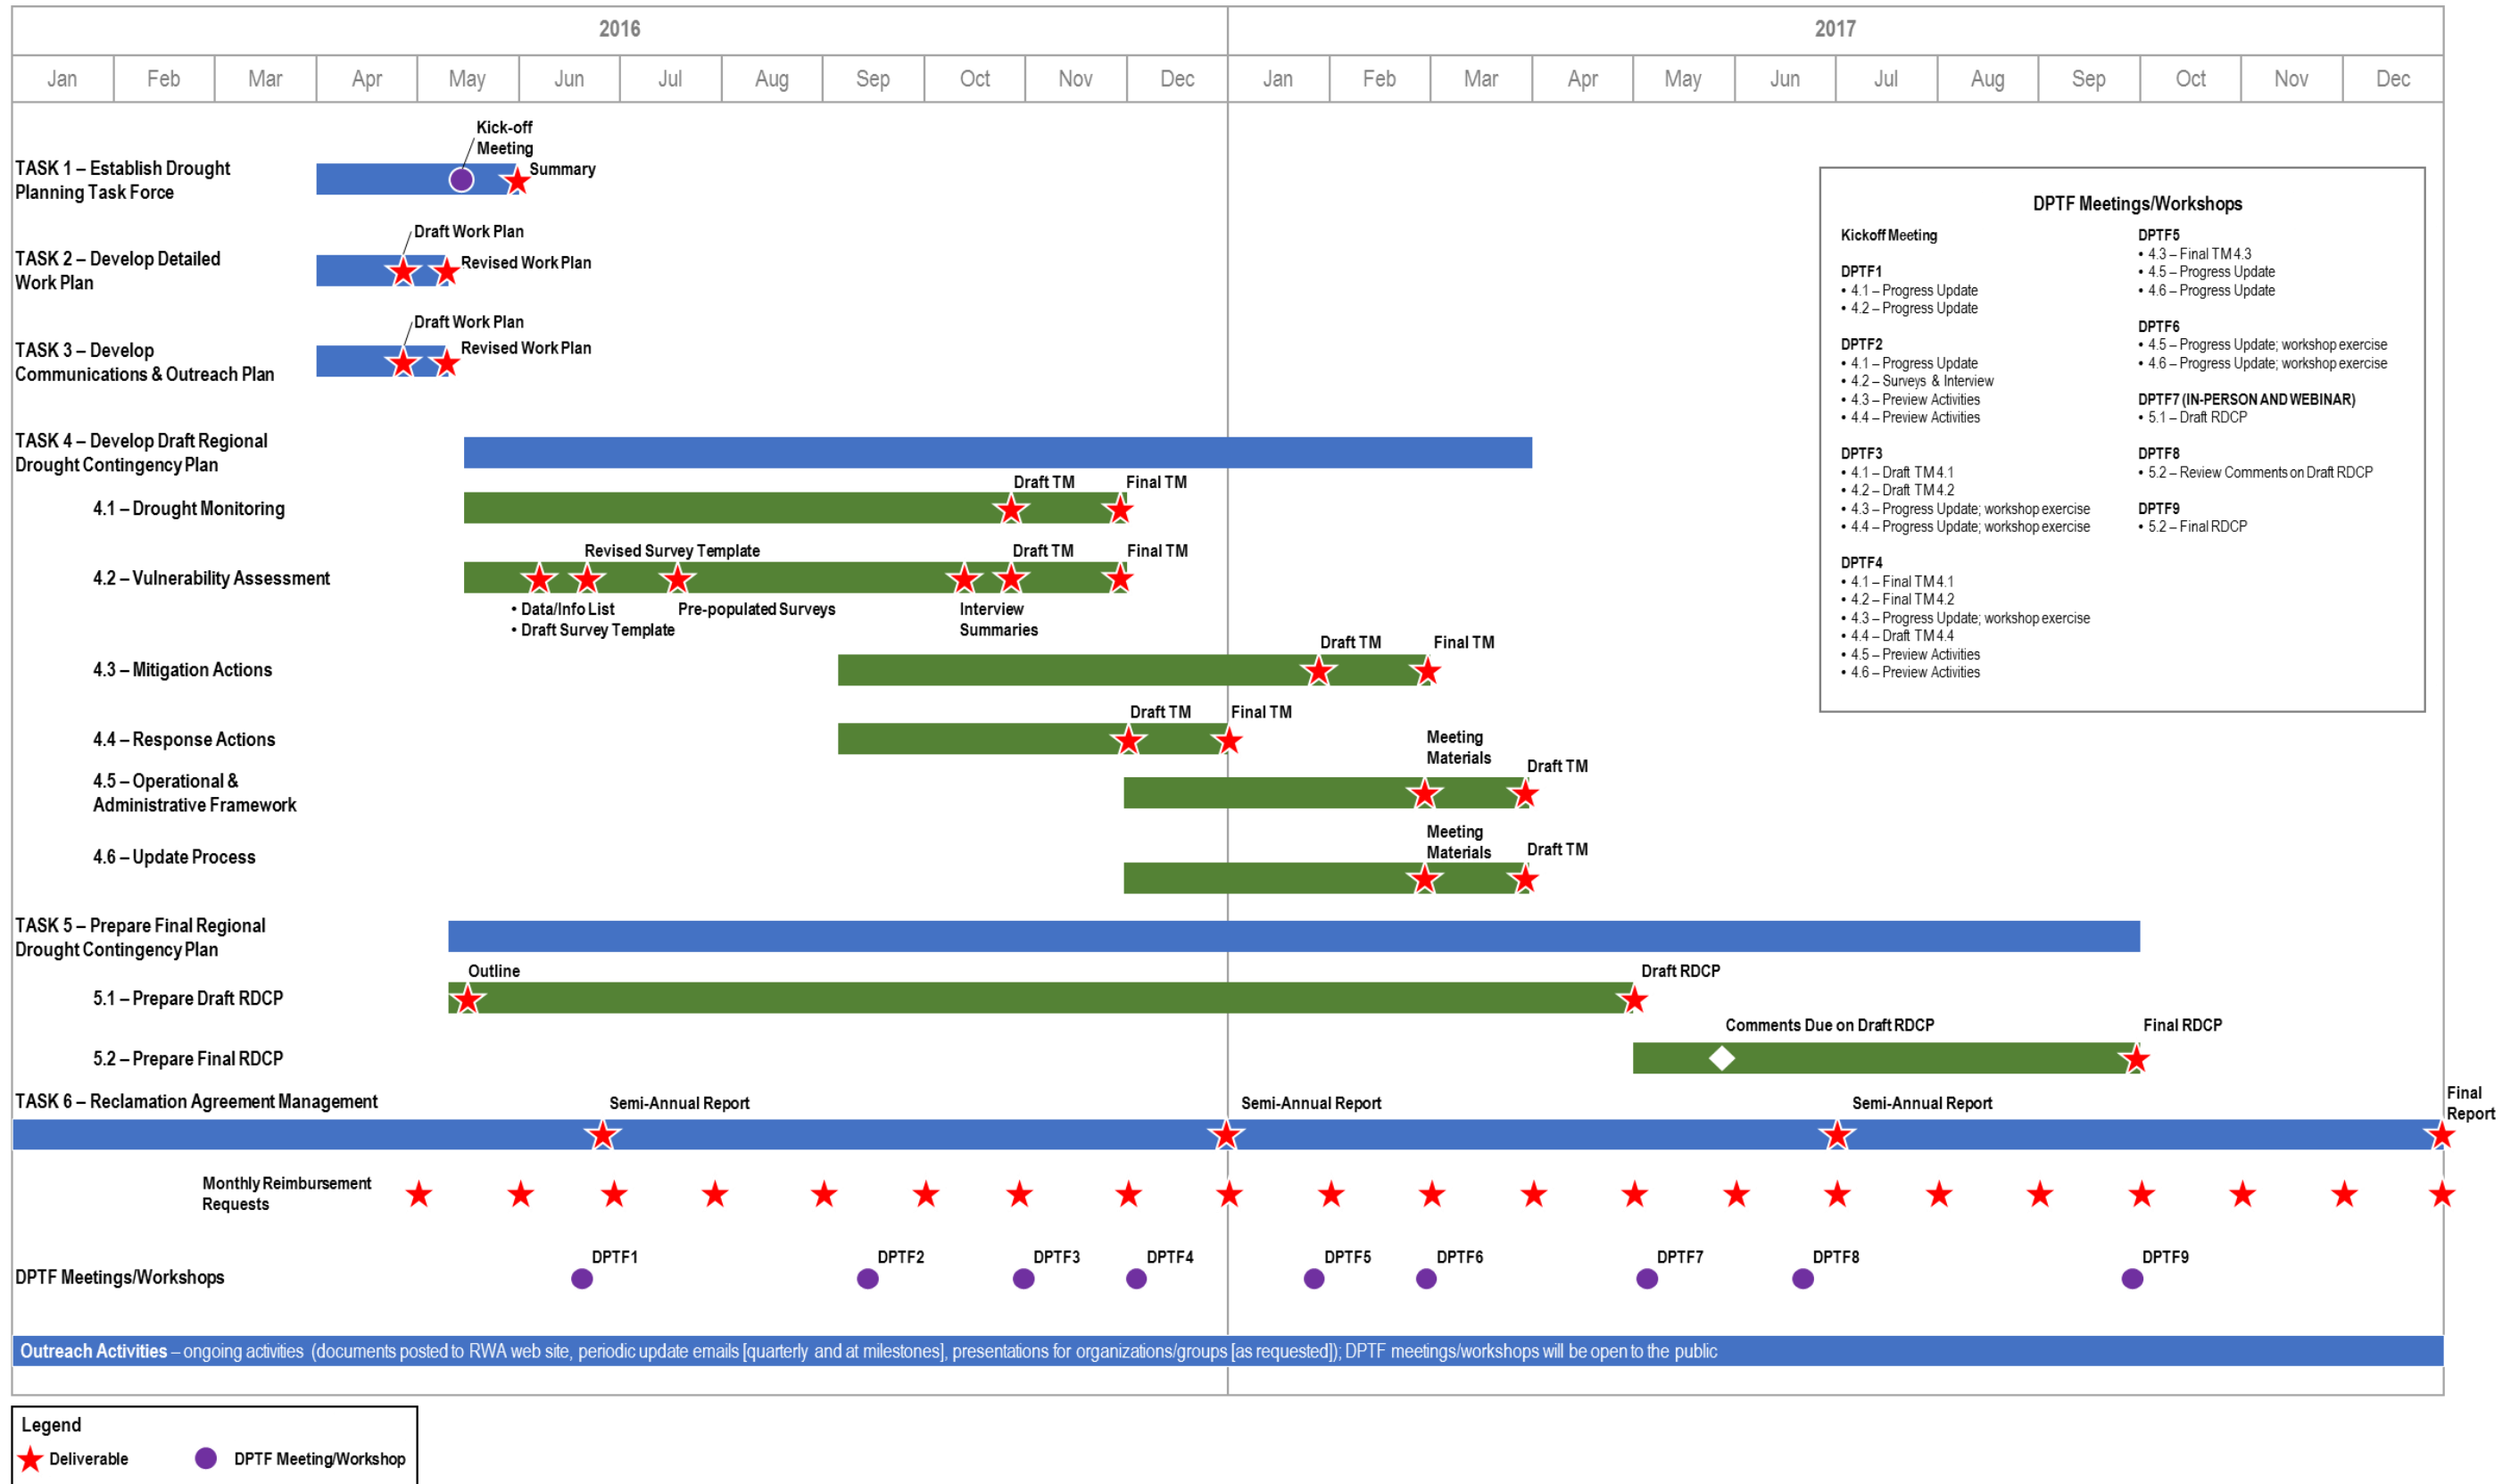 2016
2017
Jan
Feb
Mar
Apr
May
Jun
Jul
Aug
Sep
Oct
Nov
Dec
Jan
Feb
Mar
Apr
May
Jun
Jul
Aug
Sep
Oct
Nov
Dec
TASK 1 – Establish Drought
Planning Task Force
Kick-off
Meeting
Summary
TASK 2 – Develop Detailed
Work Plan
Draft Work Plan
Revised Work Plan
TASK 3 – Develop
Communications & Outreach Plan
Draft Work Plan
Revised Work Plan
TASK 4 – Develop Draft Regional
Drought Contingency Plan
4.1 – Drought Monitoring
Draft TM
Final TM
4.2 – Vulnerability Assessment
Revised Survey Template
Draft TM
Final TM
• Data/Info List
• Draft Survey Template
Pre-populated Surveys
Interview
Summaries
4.3 – Mitigation Actions
Draft TM
Final TM
4.4 – Response Actions
Draft TM
Final TM
4.5 – Operational &
Administrative Framework
Meeting
Materials
Draft TM
4.6 – Update Process
Meeting
Materials
Draft TM
TASK 5 – Prepare Final Regional
Drought Contingency Plan
5.1 – Prepare Draft RDCP
Outline
Draft RDCP
5.2 – Prepare Final RDCP
Comments Due on Draft RDCP
Final RDCP
TASK 6 – Reclamation Agreement Management
Semi-Annual Report
Semi-Annual Report
Semi-Annual Report
Final
Report
Monthly Reimbursement
Requests
DPTF Meetings/Workshops
DPTF1
DPTF2
DPTF3
DPTF4
DPTF5
DPTF6
DPTF7
DPTF8
DPTF9
Outreach Activities – ongoing activities (documents posted to RWA web site, periodic update emails [quarterly and at milestones], presentations for organizations/groups [as requested]); DPTF meetings/workshops will be open to the public
DPTF Meetings/Workshops
Kickoff Meeting
DPTF1
• 4.1 – Progress Update
• 4.2 – Progress Update
DPTF2
• 4.1 – Progress Update
• 4.2 – Surveys & Interview
• 4.3 – Preview Activities
• 4.4 – Preview Activities
DPTF3
• 4.1 – Draft TM 4.1
• 4.2 – Draft TM 4.2
• 4.3 – Progress Update; workshop exercise
• 4.4 – Progress Update; workshop exercise
DPTF4
• 4.1 – Final TM 4.1
• 4.2 – Final TM 4.2
• 4.3 – Progress Update; workshop exercise
• 4.4 – Draft TM 4.4
• 4.5 – Preview Activities
• 4.6 – Preview Activities
DPTF5
• 4.3 – Final TM 4.3
• 4.5 – Progress Update
• 4.6 – Progress Update
DPTF6
• 4.5 – Progress Update; workshop exercise
• 4.6 – Progress Update; workshop exercise
DPTF7 (IN-PERSON AND WEBINAR)
• 5.1 – Draft RDCP
DPTF8
• 5.2 – Review Comments on Draft RDCP
DPTF9
• 5.2 – Final RDCP
Legend
Deliverable
DPTF Meeting/Workshop